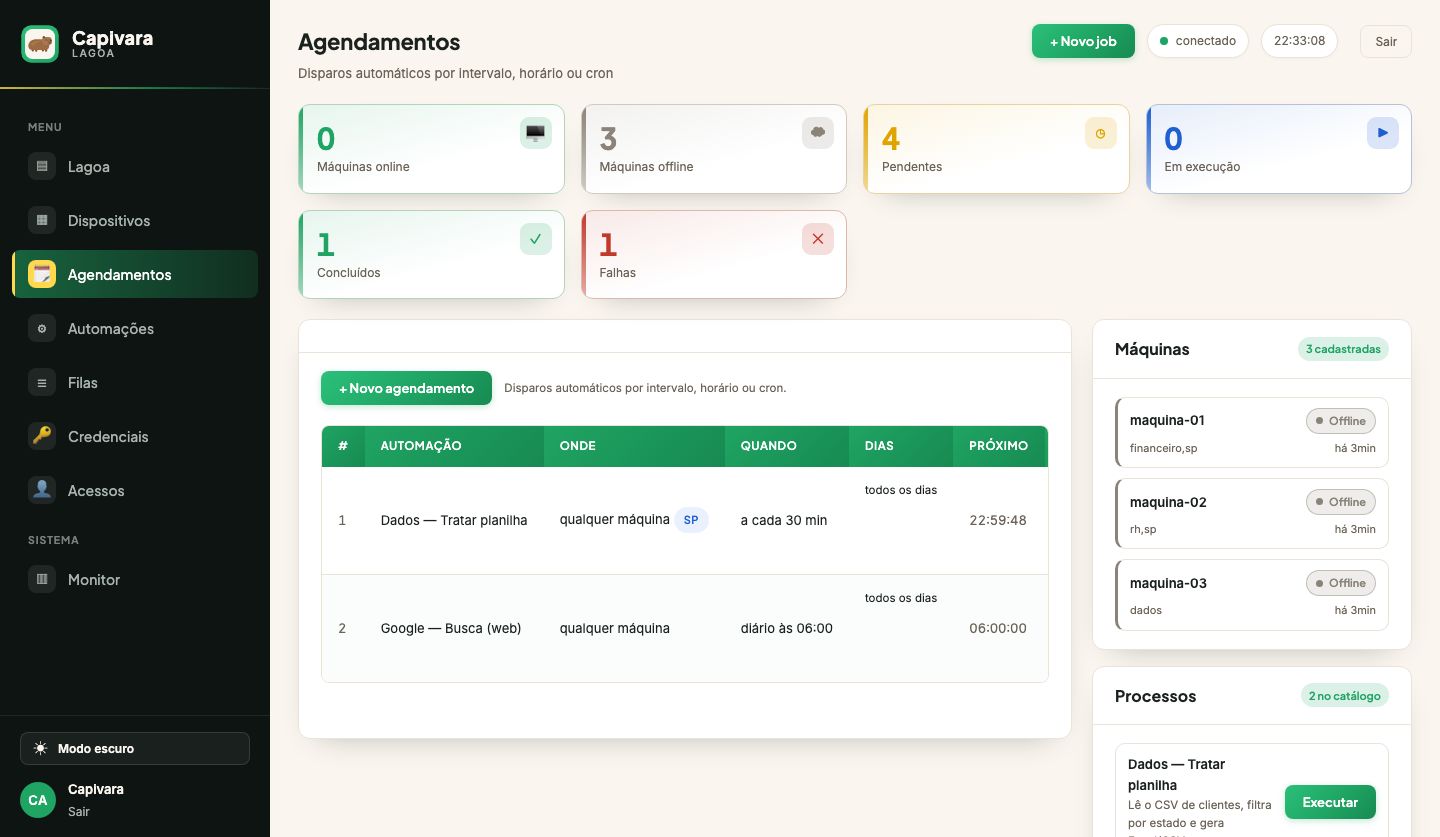 Capivara
LAGOA
MENU
Lagoa
Dispositivos
Agendamentos
Automações
Filas
Credenciais
Acessos
SISTEMA
Monitor
Modo escuro
CA
Capivara
Sair
Agendamentos
Disparos automáticos por intervalo, horário ou cron
+ Novo job
conectado
22:33:08
Sair
0
Máquinas online
3
Máquinas offline
4
Pendentes
0
Em execução
1
Concluídos
1
Falhas
+ Novo agendamento
Disparos automáticos por intervalo, horário ou cron.
# AUTOMAÇÃO ONDE QUANDO DIAS PRÓXIMO
1 Dados — Tratar planilha qualquer máquina SP a cada 30 min todos os dias 22:59:48
2 Google — Busca (web) qualquer máquina diário às 06:00 todos os dias 06:00:00
Máquinas
3 cadastradas
maquina-01 Offline
financeiro,sp há 3min
maquina-02 Offline
rh,sp há 3min
maquina-03 Offline
dados há 3min
Processos
2 no catálogo
Dados — Tratar
planilha
Lê o CSV de clientes, filtra
por estado e gera
Executar